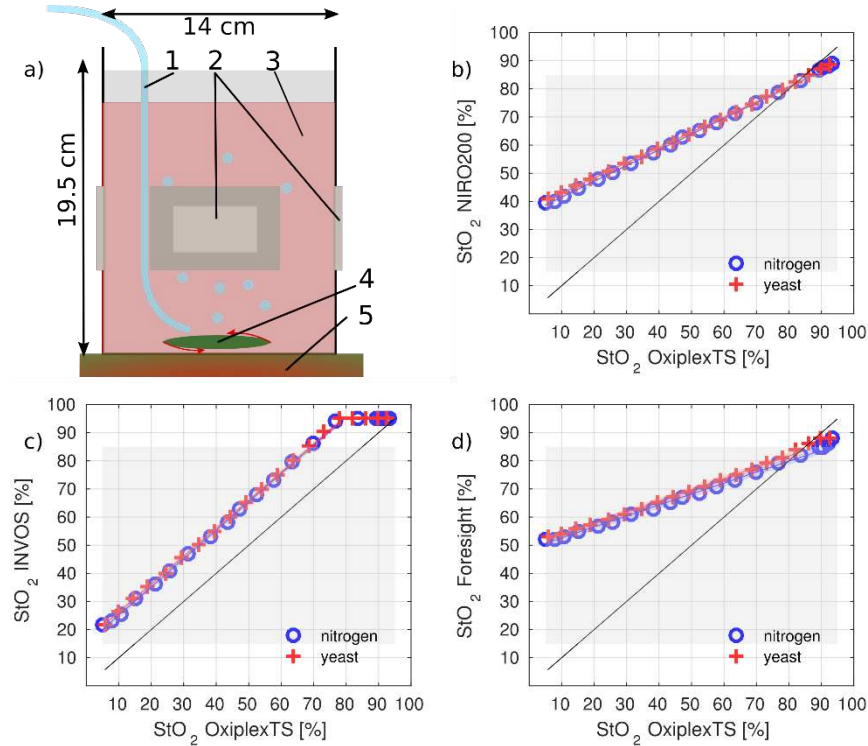 14 cm
a)
1
2
3
19.5 cm
4
5
b)
StO2 NIRO200 [%]
100
90
80
70
60
50
40
30
20
10
nitrogen
yeast
10 20 30 40 50 60 70 80 90 100
StO2 OxiplexTS [%]
c)
StO2 INVOS [%]
100
90
80
70
60
50
40
30
20
10
nitrogen
yeast
10 20 30 40 50 60 70 80 90 100
StO2 OxiplexTS [%]
d)
StO2 Foresight [%]
100
90
80
70
60
50
40
30
20
10
nitrogen
yeast
10 20 30 40 50 60 70 80 90 100
StO2 OxiplexTS [%]